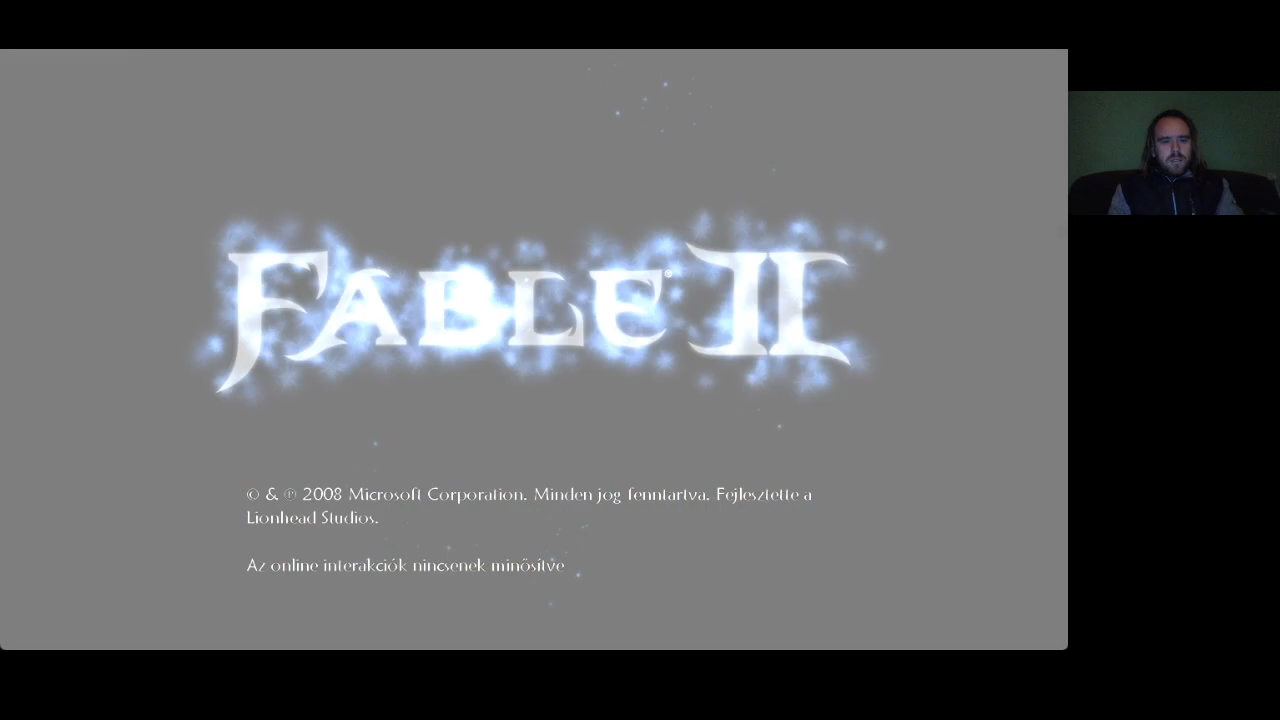 FABLE II
© & ℗ 2008 Microsoft Corporation. Minden jog fenntartva. Fejlesztette a
Lionhead Studios.
Az online interakciók nincsenek minősítve